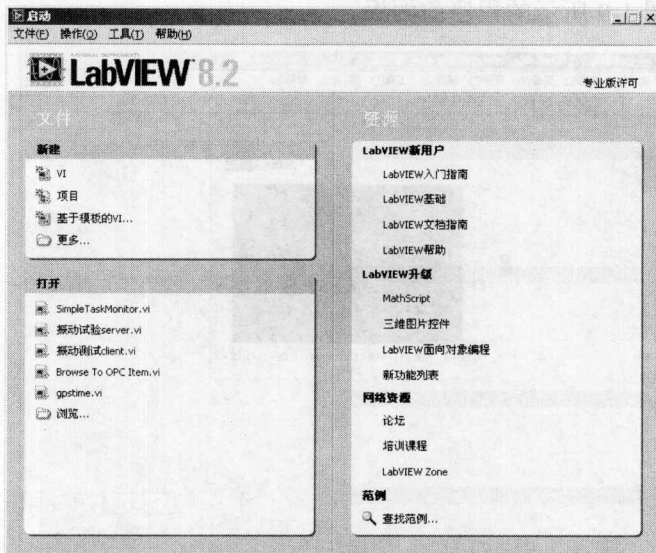 启动
文件(F) 操作(O) 工具(T) 帮助(H)
LabVIEW 8.2
专业版许可
文件
新建
VI
项目
基于模板的VI...
更多...
打开
SimpleTaskMonitor.vi
振动试验server.vi
振动测试client.vi
Browse To OPC Item.vi
gpstime.vi
浏览...
资源
LabVIEW新用户
LabVIEW入门指南
LabVIEW基础
LabVIEW文档指南
LabVIEW帮助
LabVIEW升级
MathScript
三维图片控件
LabVIEW面向对象编程
新功能列表
网络资源
论坛
培训课程
LabVIEW Zone
范例
查找范例...